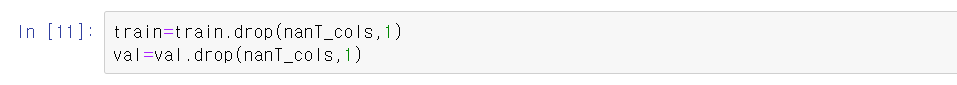 In [11]: train=train.drop(nanT_cols,1)
val=val.drop(nanT_cols,1)